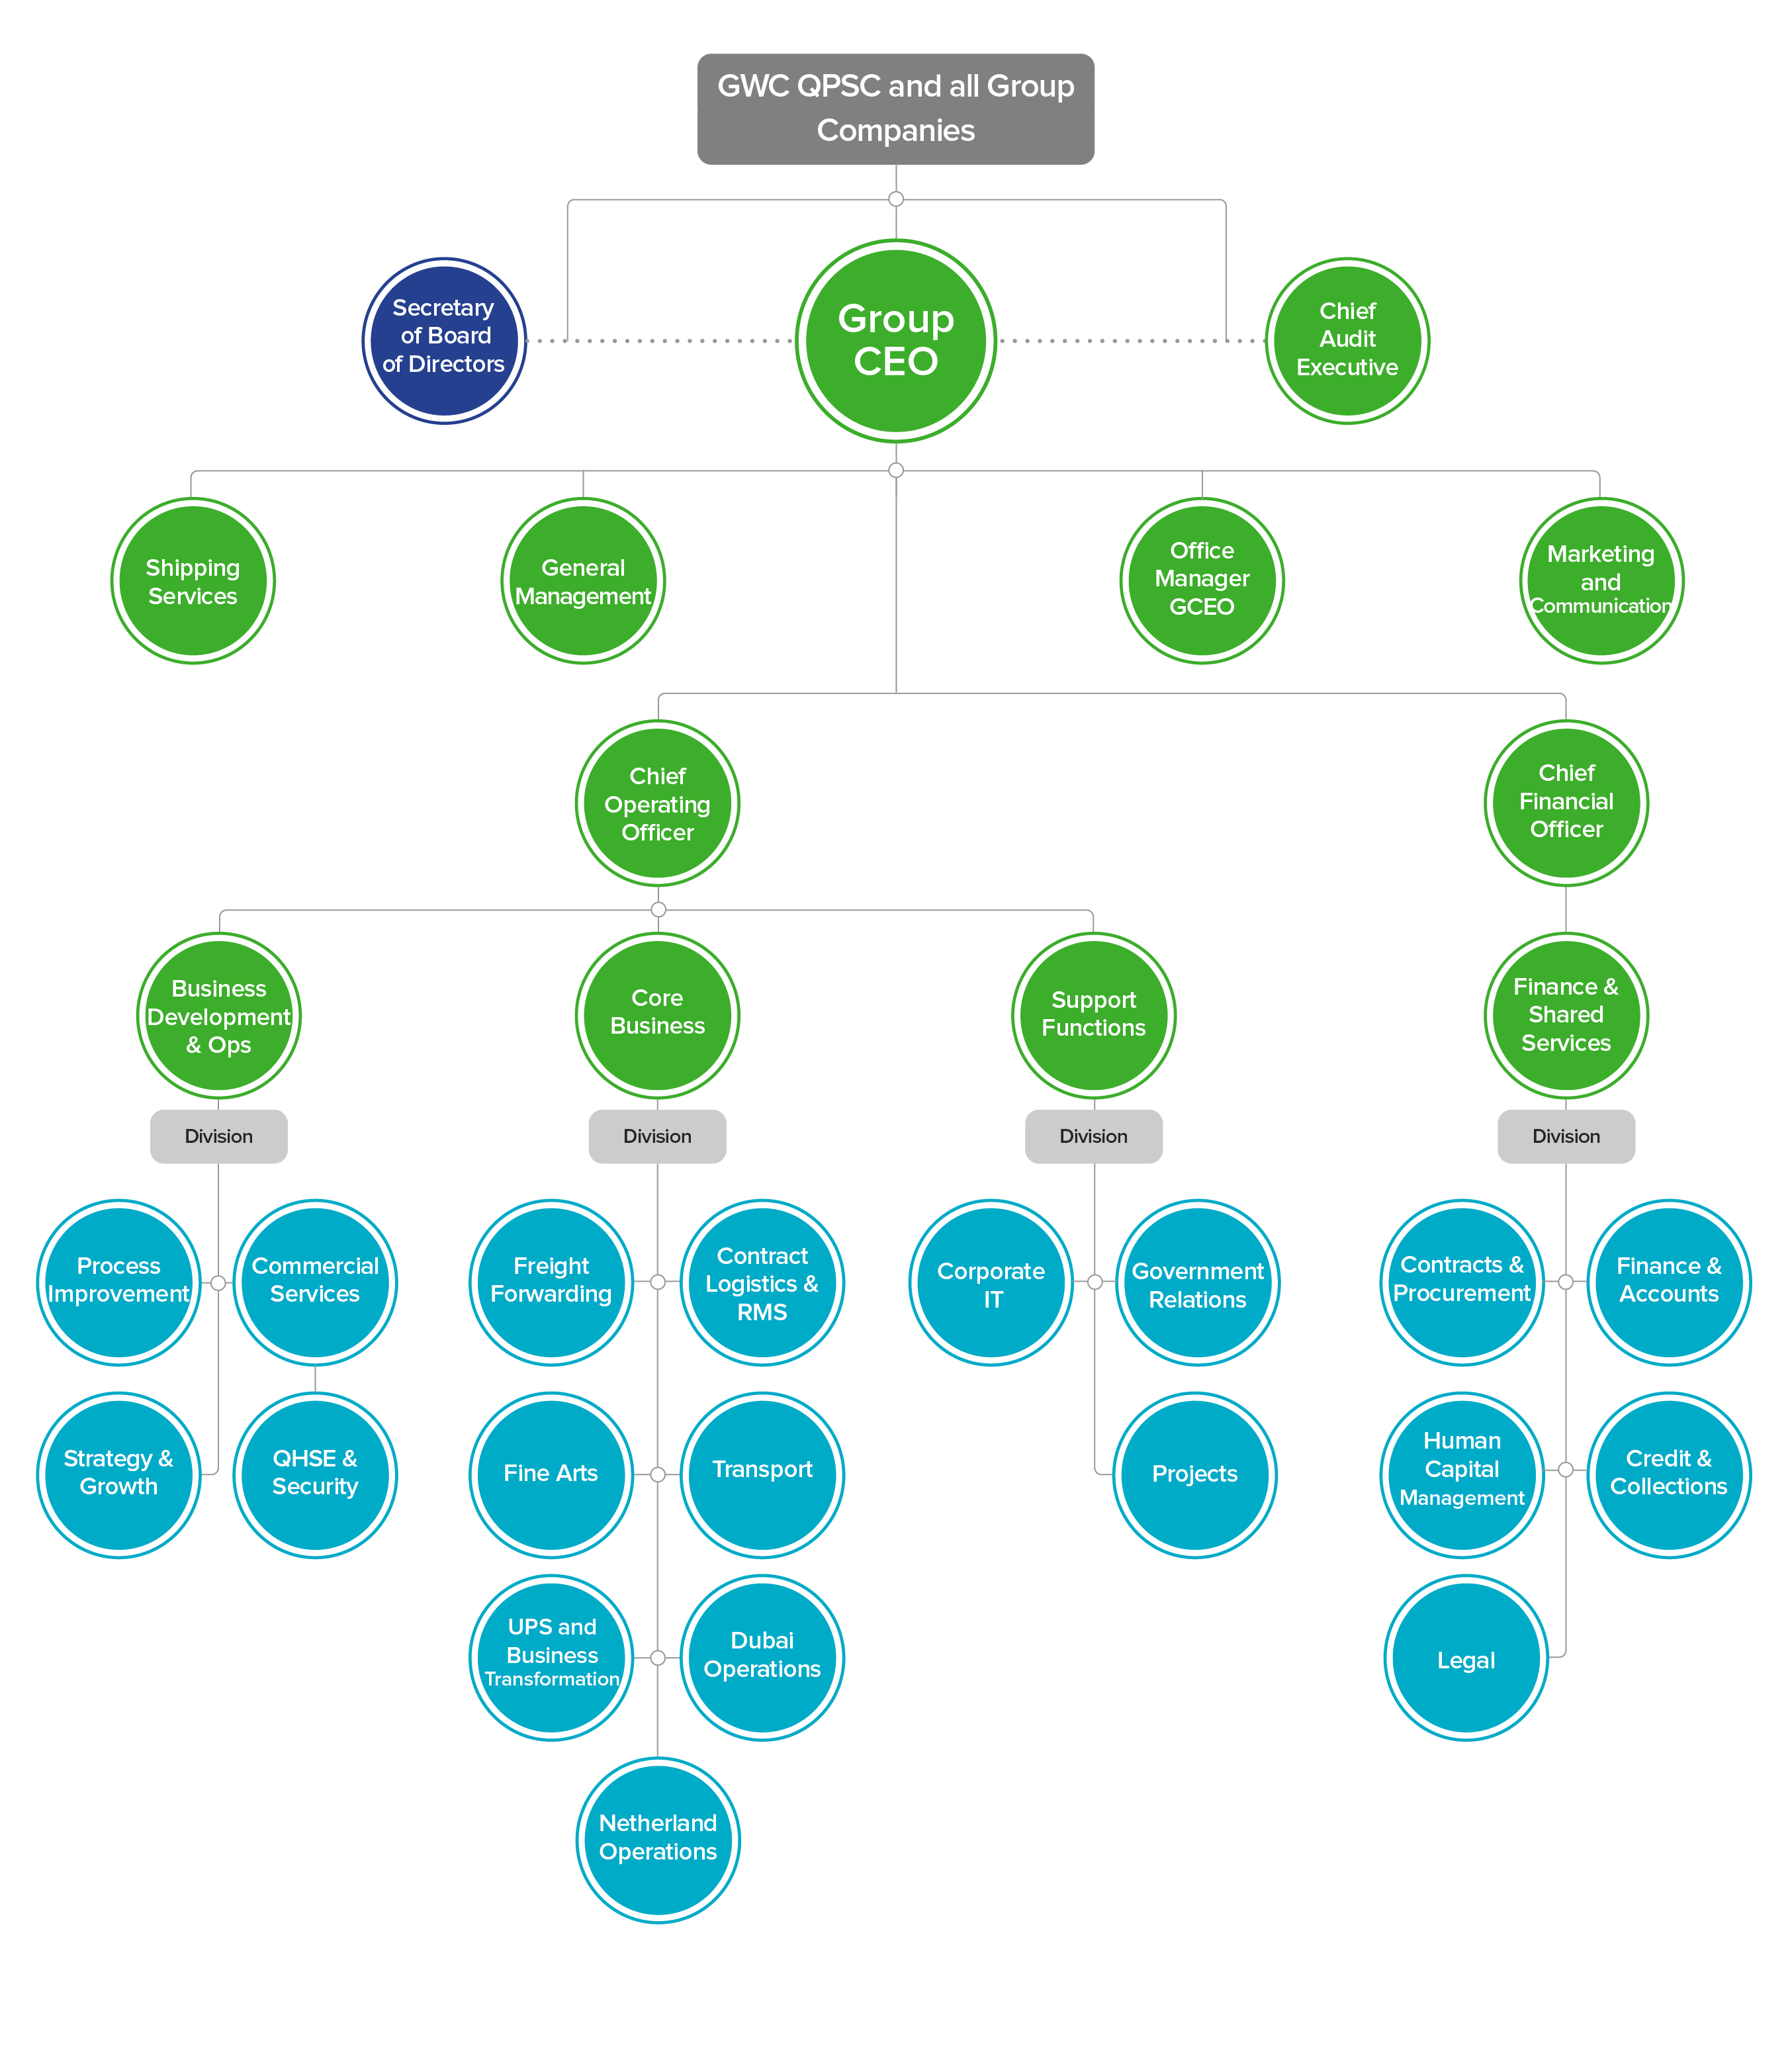 GWC QPSC and all Group
Companies
Secretary
of Board
of Directors
Group
CEO
Chief
Audit
Executive
Shipping
Services
General
Management
Office
Manager
GCEO
Marketing
and
Communication
Chief
Operating
Officer
Chief
Financial
Officer
Business
Development
& Ops
Core
Business
Support
Functions
Finance &
Shared
Services
Division
Division
Division
Division
Process
Improvement
Commercial
Services
Freight
Forwarding
Contract
Logistics &
RMS
Corporate
IT
Government
Relations
Contracts &
Procurement
Finance &
Accounts
Strategy &
Growth
QHSE &
Security
Fine Arts
Transport
Projects
Human
Capital
Management
Credit &
Collections
UPS and
Business
Transformation
Dubai
Operations
Legal
Netherland
Operations